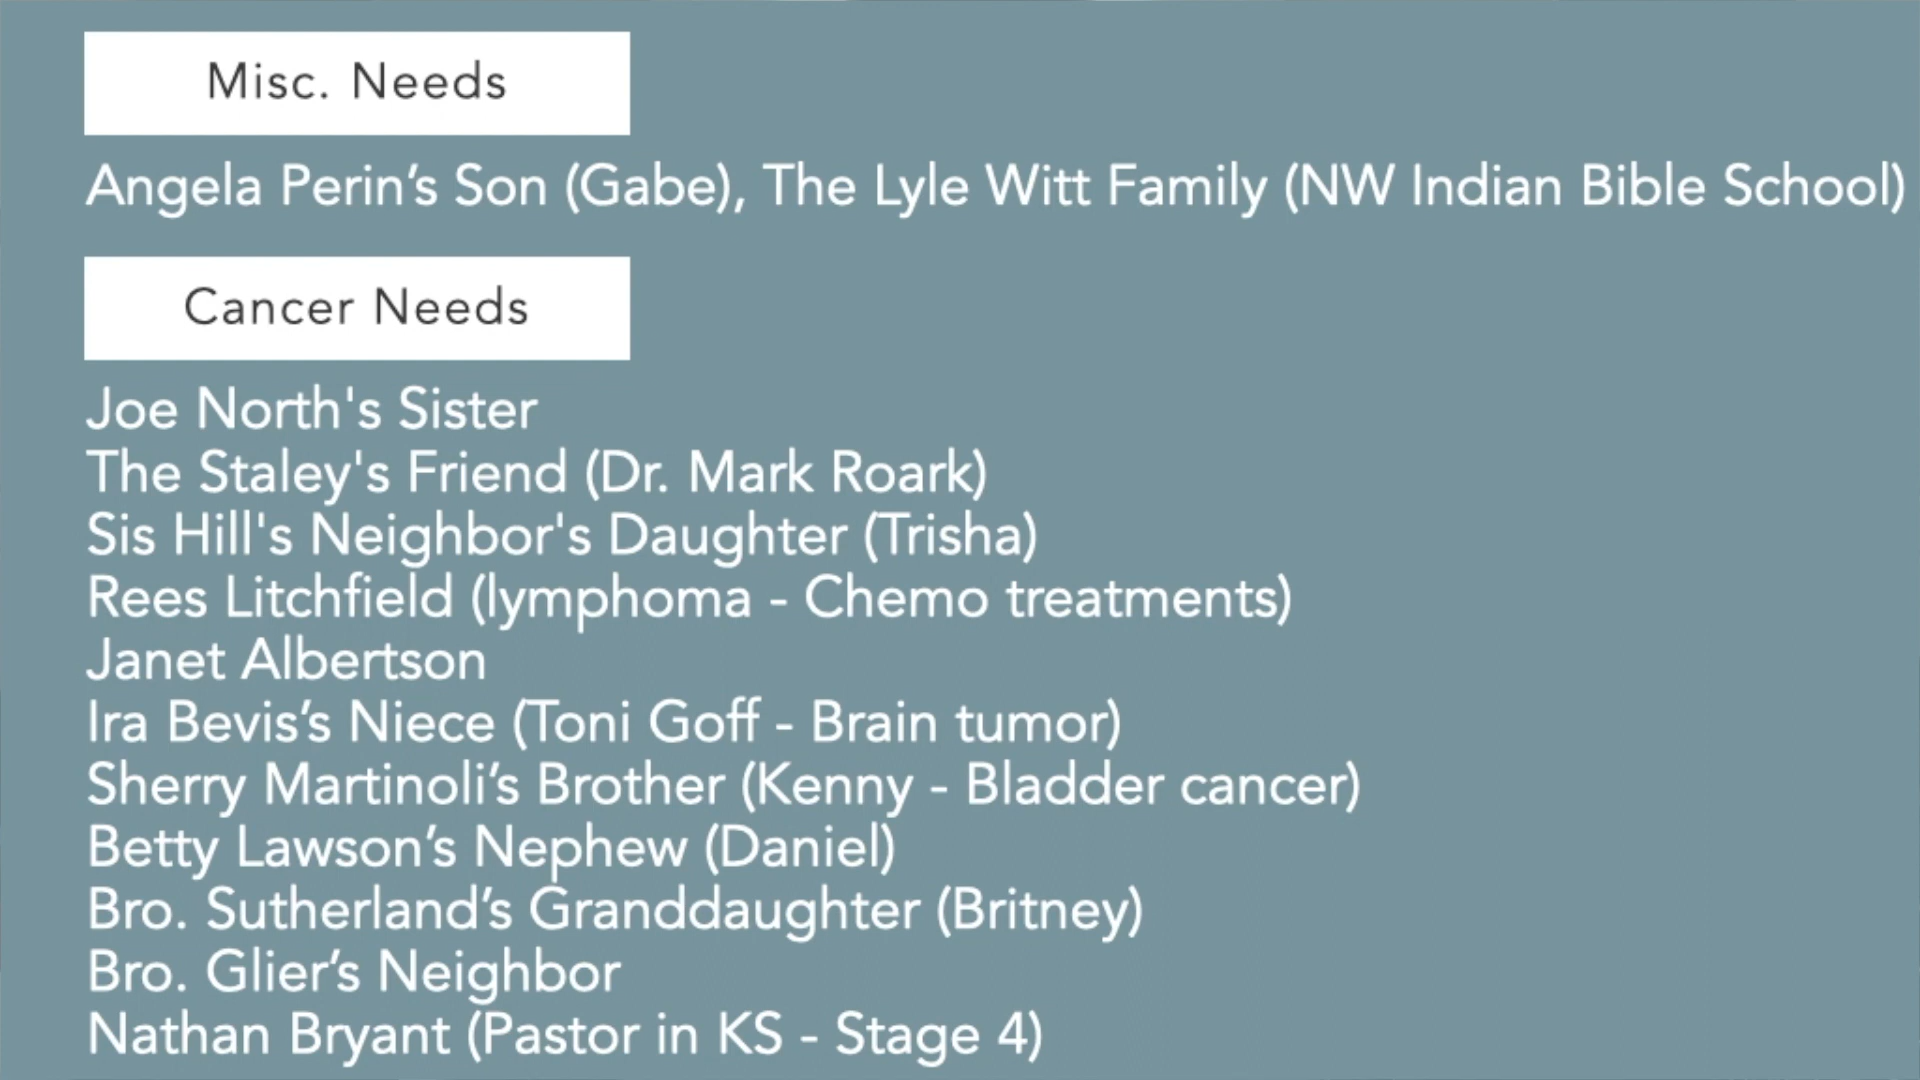 Misc. Needs
Angela Perin’s Son (Gabe), The Lyle Witt Family (NW Indian Bible School)
Cancer Needs
Joe North's Sister
The Staley's Friend (Dr. Mark Roark)
Sis Hill's Neighbor's Daughter (Trisha)
Rees Litchfield (lymphoma - Chemo treatments)
Janet Albertson
Ira Bevis’s Niece (Toni Goff - Brain tumor)
Sherry Martinoli’s Brother (Kenny - Bladder cancer)
Betty Lawson’s Nephew (Daniel)
Bro. Sutherland’s Granddaughter (Britney)
Bro. Glier’s Neighbor
Nathan Bryant (Pastor in KS - Stage 4)